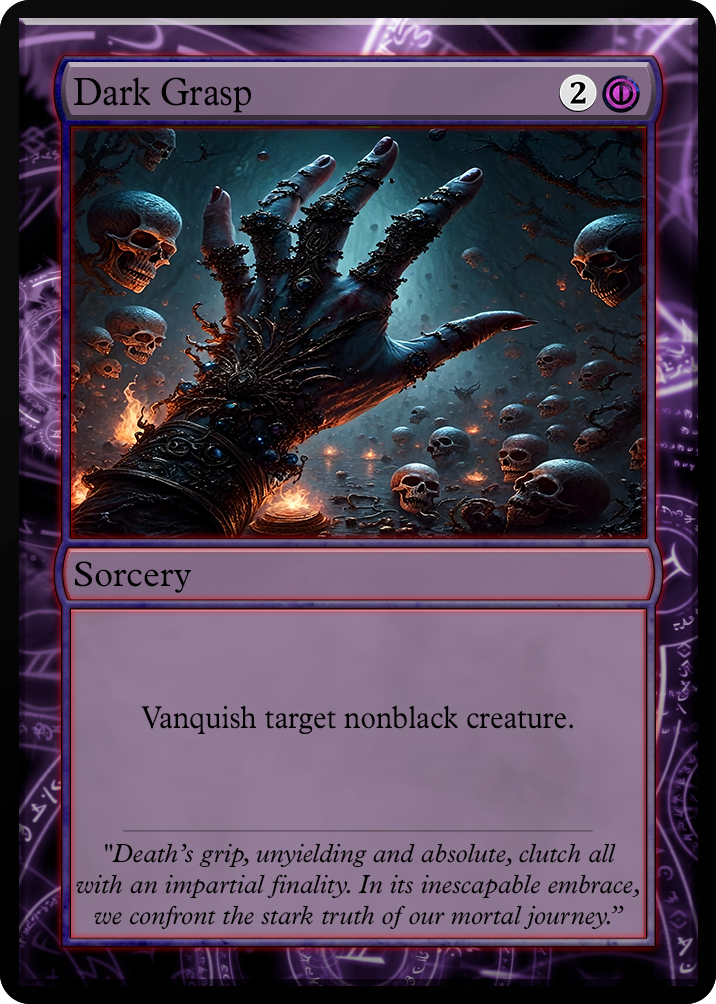 Dark Grasp 2
Sorcery
Vanquish target nonblack creature.
"Death's grip, unyielding and absolute, clutch all
with an impartial finality. In its inescapable embrace,
we confront the stark truth of our mortal journey.”